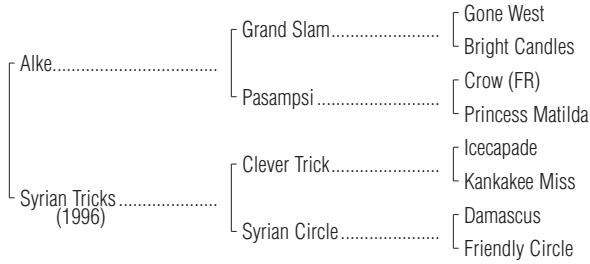 Gone West
Grand Slam..............................
Bright Candles
Alke..............................................
Crow (FR)
Pasampsi..................................
Princess Matilda
Icecapade
Clever Trick..............................
Kankakee Miss
Syrian Tricks...........................
(1996)
Damascus
Syrian Circle...........................
Friendly Circle